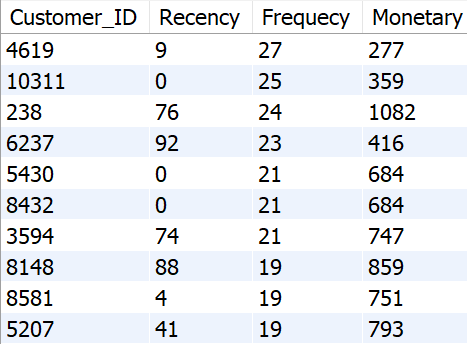 Customer_ID Recency Frequecy Monetary
4619 9 27 277
10311 0 25 359
238 76 24 1082
6237 92 23 416
5430 0 21 684
8432 0 21 684
3594 74 21 747
8148 88 19 859
8581 4 19 751
5207 41 19 793